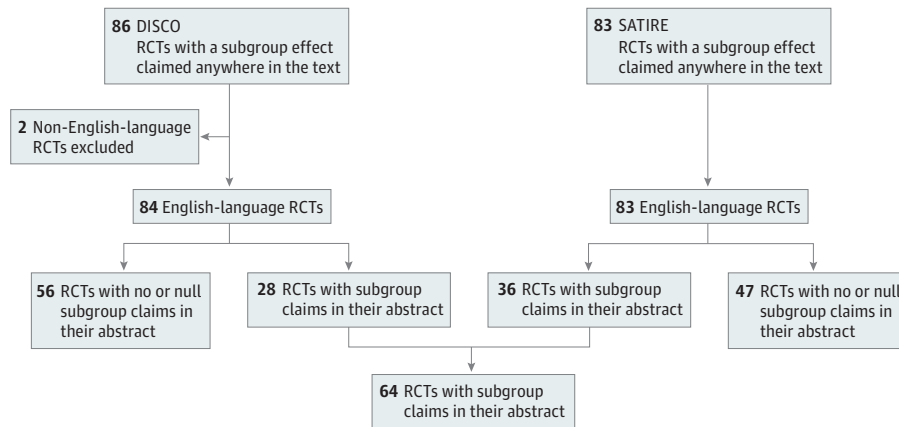 86 DISCO
RCTs with a subgroup effect
claimed anywhere in the text
83 SATIRE
RCTs with a subgroup effect
claimed anywhere in the text
2 Non-English-language
RCTs excluded
84 English-language RCTs
83 English-language RCTs
56 RCTs with no or null
subgroup claims in
their abstract
28 RCTs with subgroup
claims in their abstract
36 RCTs with subgroup
claims in their abstract
47 RCTs with no or null
subgroup claims in
their abstract
64 RCTs with subgroup
claims in their abstract